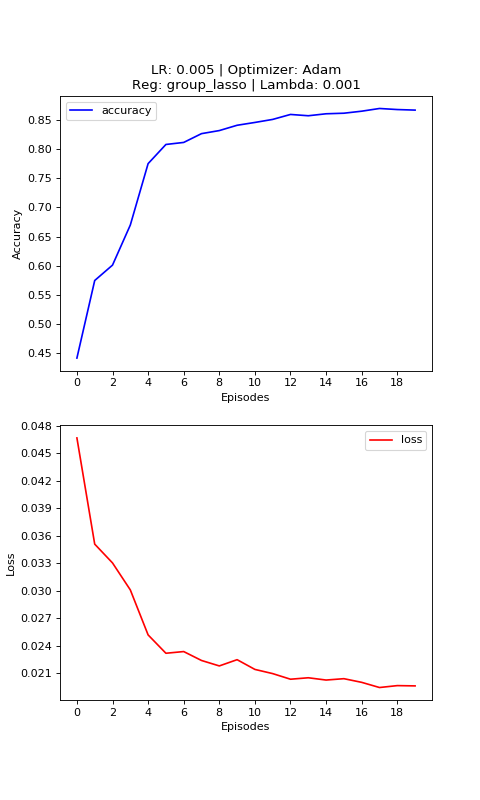 LR: 0.005 | Optimizer: Adam
Reg: group_lasso | Lambda: 0.001
accuracy
Accuracy
0.85
0.80
0.75
0.70
0.65
0.60
0.55
0.50
0.45
0 2 4 6 8 10 12 14 16 18
Episodes
loss
Loss
0.048
0.045
0.042
0.039
0.036
0.033
0.030
0.027
0.024
0.021
0 2 4 6 8 10 12 14 16 18
Episodes